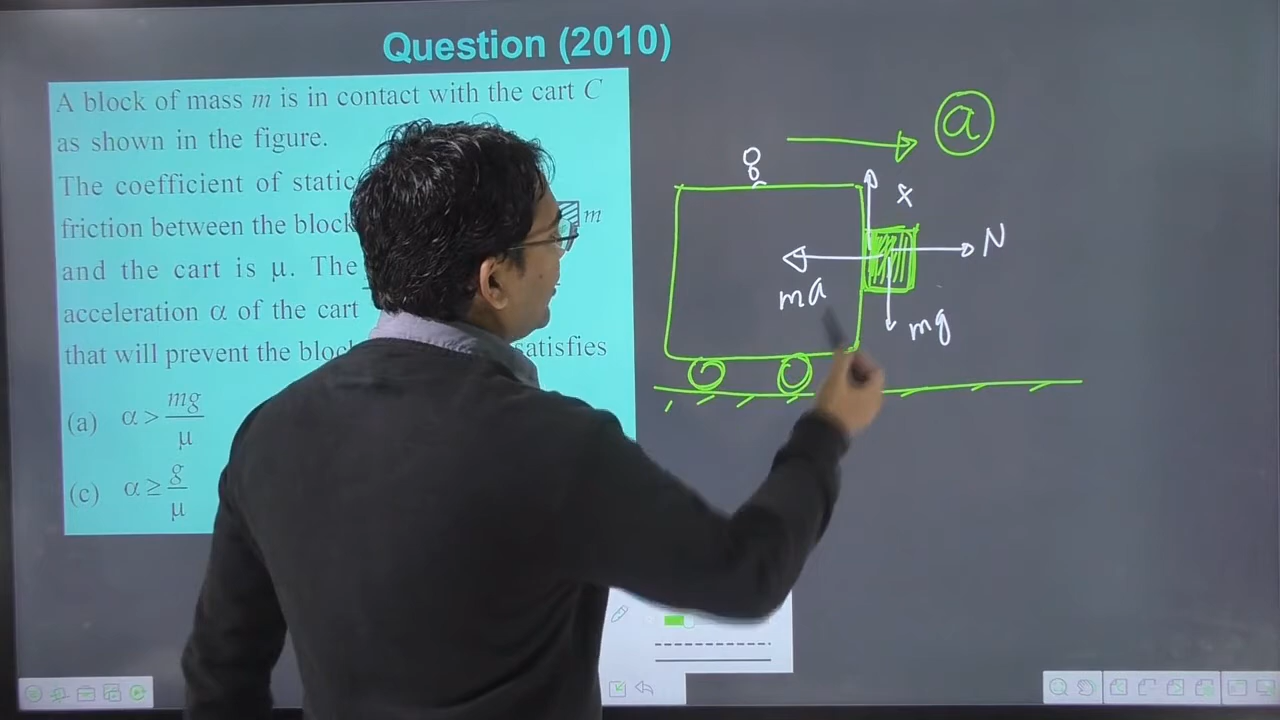 Question (2010)
A block of mass m is in contact with the cart C
as shown in the figure.
The coefficient of static
friction between the block
and the cart is μ. The
acceleration α of the cart
that will prevent the satisfies
(a) α > mg/μ
(c) α ≥ g/μ
m
a
N
ma
mg